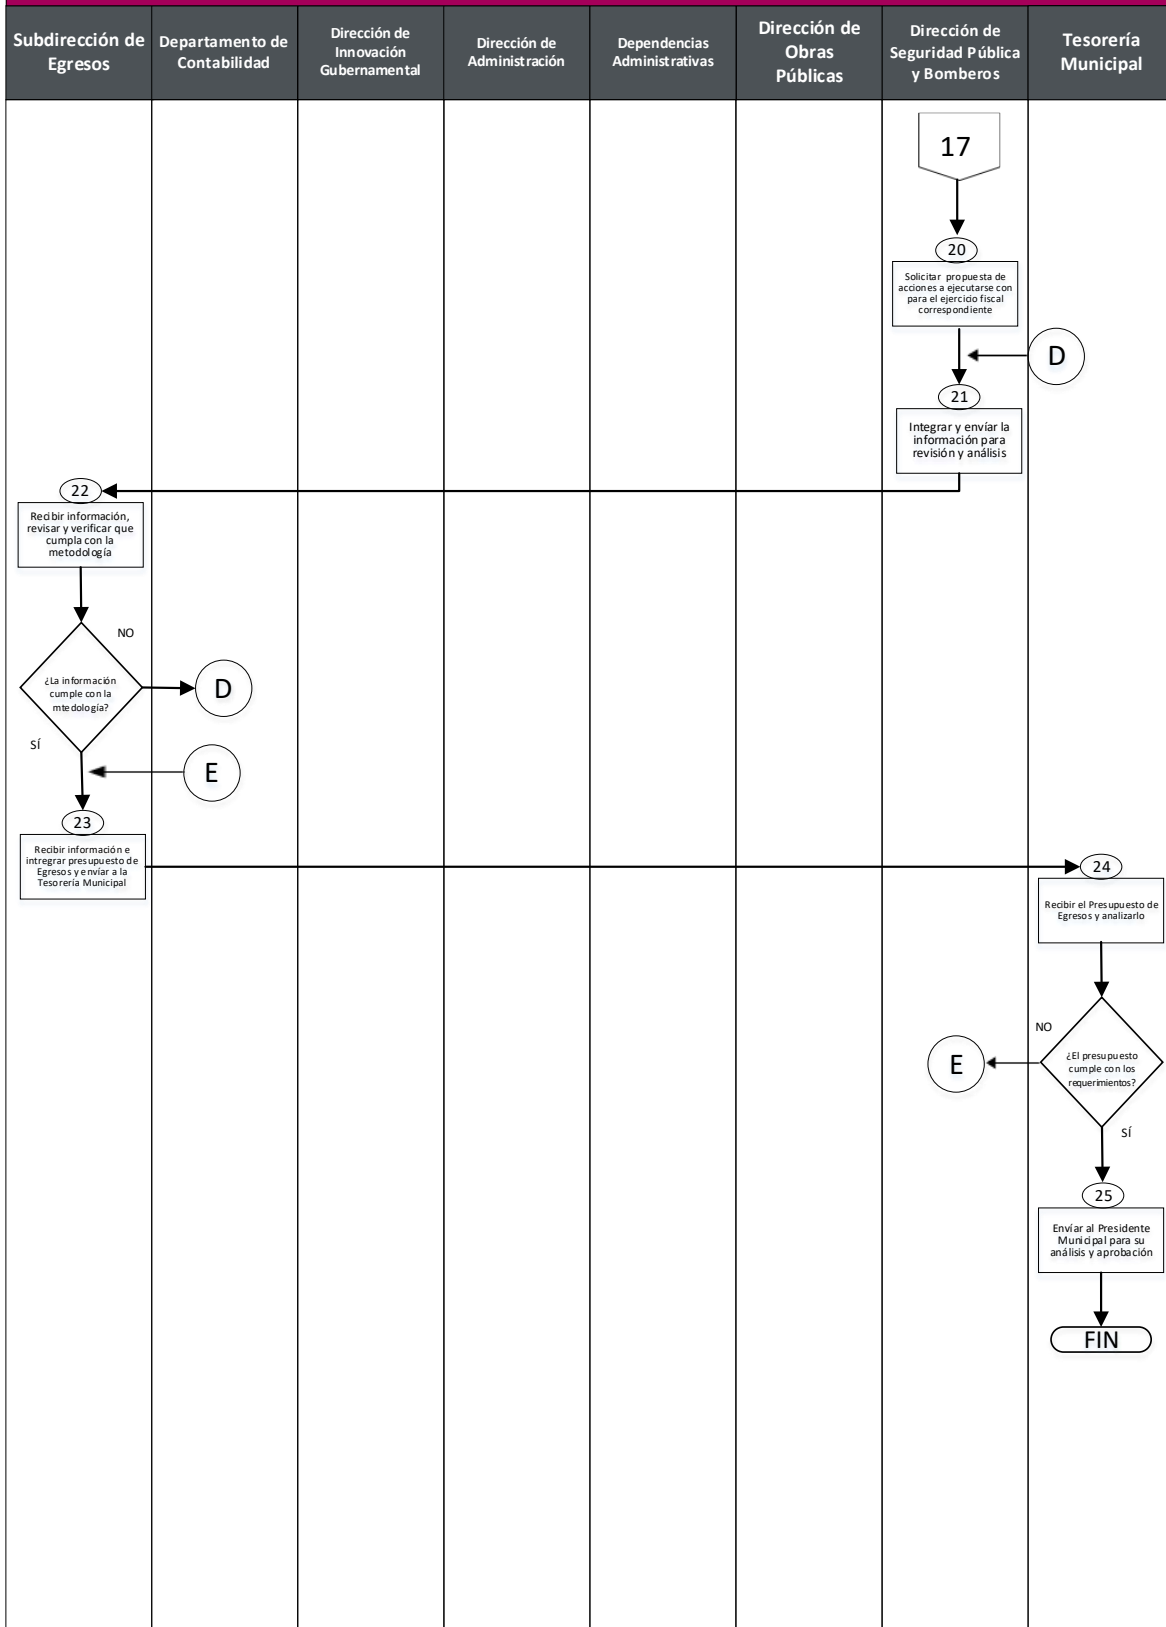 Subdirección de
Egresos
Departamento de
Contabilidad
Dirección de
Innovación
Gubernamental
Dirección de
Administración
Dependencias
Administrativas
Dirección de
Obras
Públicas
Dirección de
Seguridad Pública
y Bomberos
Tesorería
Municipal
17
20
Solicitar propuesta de
acciones a ejecutarse con
para el ejercicio fiscal
correspondiente
D
21
Integrar y envíar la
información para
revisión y análisis
22
Recibir información,
revisar y verificar que
cumpla con la
metodología
NO
¿La información
cumple con la
mtedología?
D
SÍ
E
23
Recibir información e
intregrar presupuesto de
Egresos y envíar a la
Tesorería Municipal
24
Recibir el Presupuesto de
Egresos y analizarlo
NO
¿El presupuesto
cumple con los
requerimientos?
E
SÍ
25
Envíar al Presidente
Municipal para su
análisis y aprobación
FIN